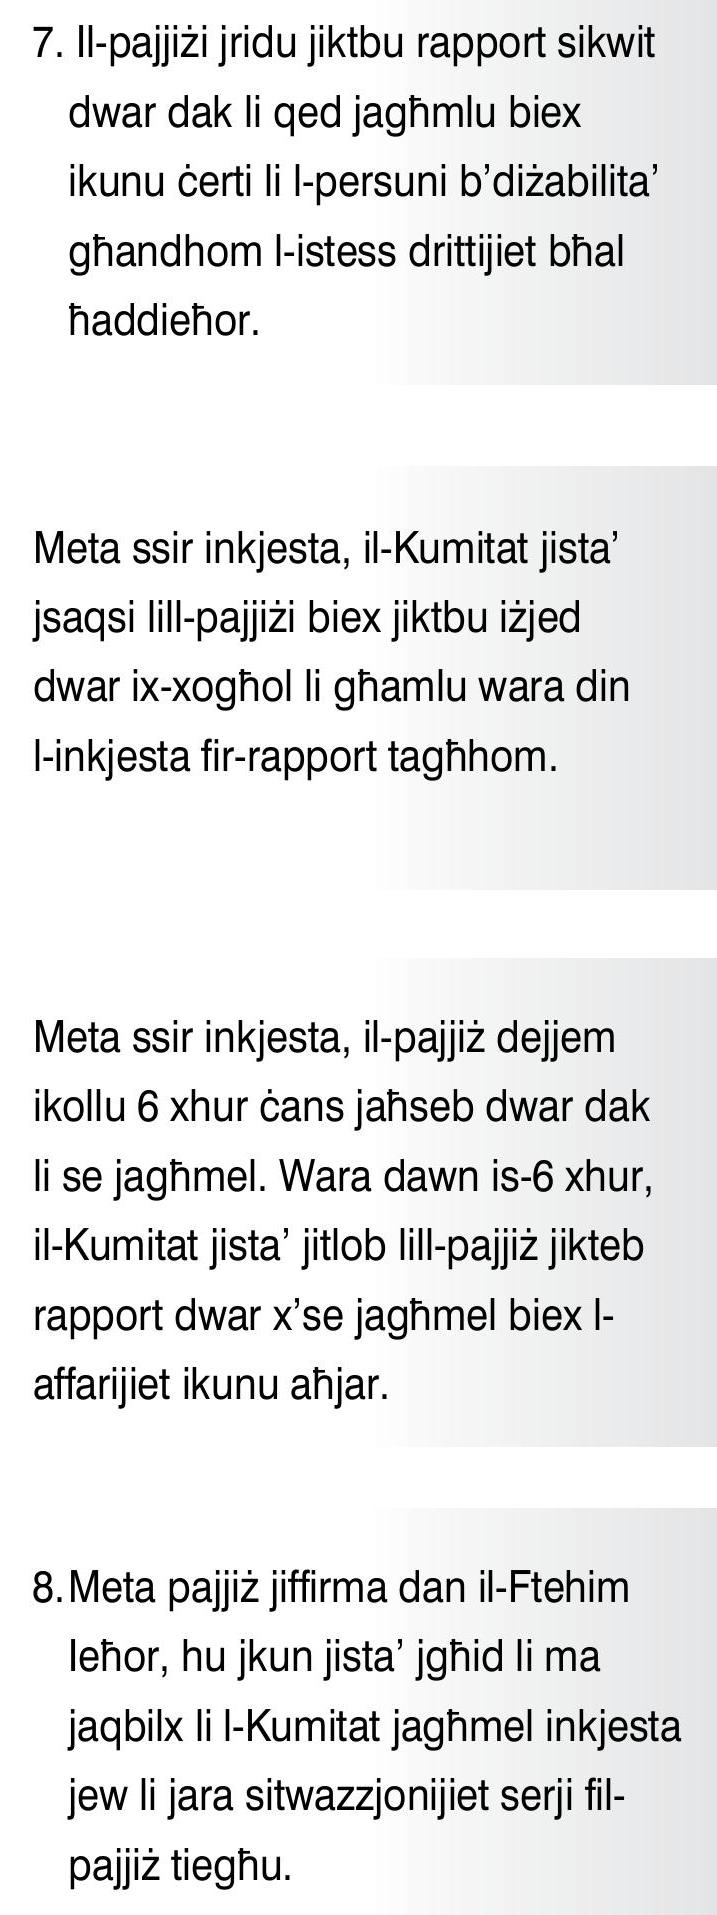 7. Il-pajjiżi jridu jiktbu rapport sikwit
dwar dak li qed jagħmlu biex
ikunu ċerti li l-persuni b’diżabilita’
għandhom l-istess drittijiet bħal
ħaddieħor.
Meta ssir inkjesta, il-Kumitat jista’
jsaqsi lill-pajjiżi biex jiktbu iżjed
dwar ix-xogħol li għamlu wara din
l-inkjesta fir-rapport tagħhom.
Meta ssir inkjesta, il-pajjiż dejjem
ikollu 6 xhur ċans jaħseb dwar dak
li se jagħmel. Wara dawn is-6 xhur,
il-Kumitat jista’ jitlob lill-pajjiż jikteb
rapport dwar x’se jagħmel biex l-
affarijiet ikunu aħjar.
8. Meta pajjiż jiffirma dan il-Ftehim
leħor, hu jkun jista’ jgħid li ma
jaqbilx li l-Kumitat jagħmel inkjesta
jew li jara sitwazzjonijiet serji fil-
pajjiż tiegħu.